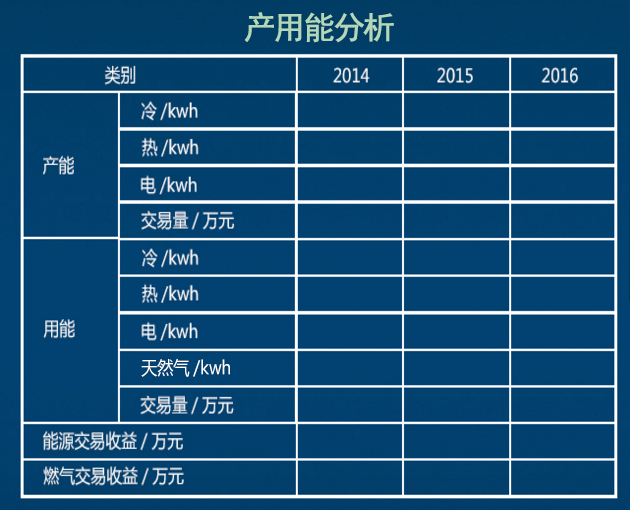 产用能分析
类别 2014 2015 2016
产能
冷 /kwh
热 /kwh
电 /kwh
交易量 / 万元
用能
冷 /kwh
热 /kwh
电 /kwh
天然气 /kwh
交易量 / 万元
能源交易收益 / 万元
燃气交易收益 / 万元